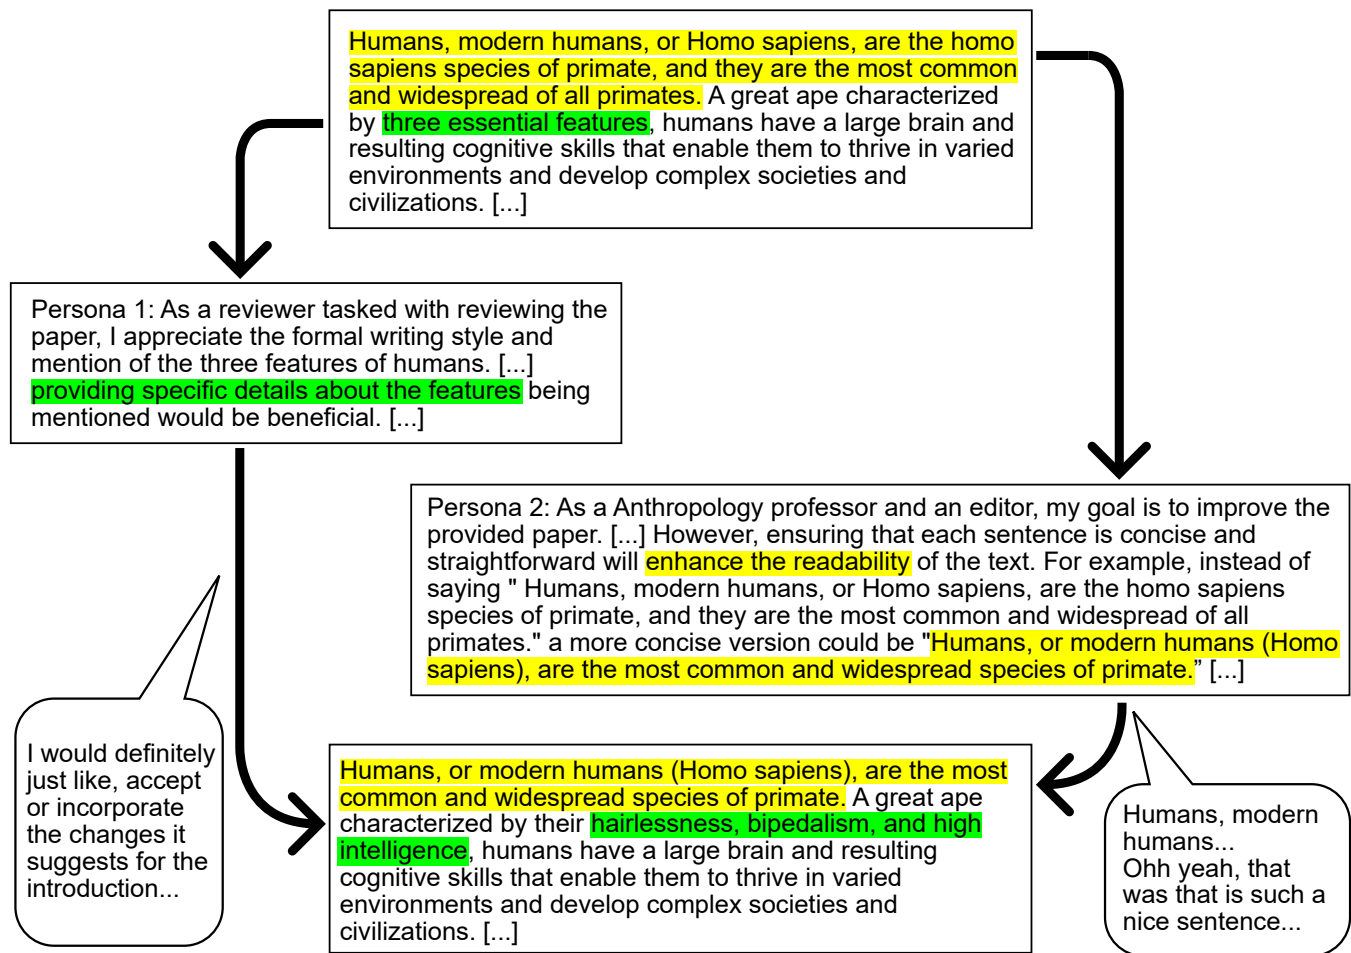 Humans, modern humans, or Homo sapiens, are the homo
sapiens species of primate, and they are the most common
and widespread of all primates. A great ape characterized
by three essential features, humans have a large brain and
resulting cognitive skills that enable them to thrive in varied
environments and develop complex societies and
civilizations. [...]
Persona 1: As a reviewer tasked with reviewing the
paper, I appreciate the formal writing style and
mention of the three features of humans. [...]
providing specific details about the features being
mentioned would be beneficial. [...]
Persona 2: As a Anthropology professor and an editor, my goal is to improve the
provided paper. [...] However, ensuring that each sentence is concise and
straightforward will enhance the readability of the text. For example, instead of
saying " Humans, modern humans, or Homo sapiens, are the homo sapiens
species of primate, and they are the most common and widespread of all
primates." a more concise version could be "Humans, or modern humans (Homo
sapiens), are the most common and widespread species of primate.” [...]
I would definitely
just like, accept
or incorporate
the changes it
suggests for the
introduction...
Humans, or modern humans (Homo sapiens), are the most
common and widespread species of primate. A great ape
characterized by their hairlessness, bipedalism, and high
intelligence, humans have a large brain and resulting
cognitive skills that enable them to thrive in varied
environments and develop complex societies and
civilizations. [...]
Humans, modern
humans...
Ohh yeah, that
was that is such a
nice sentence...